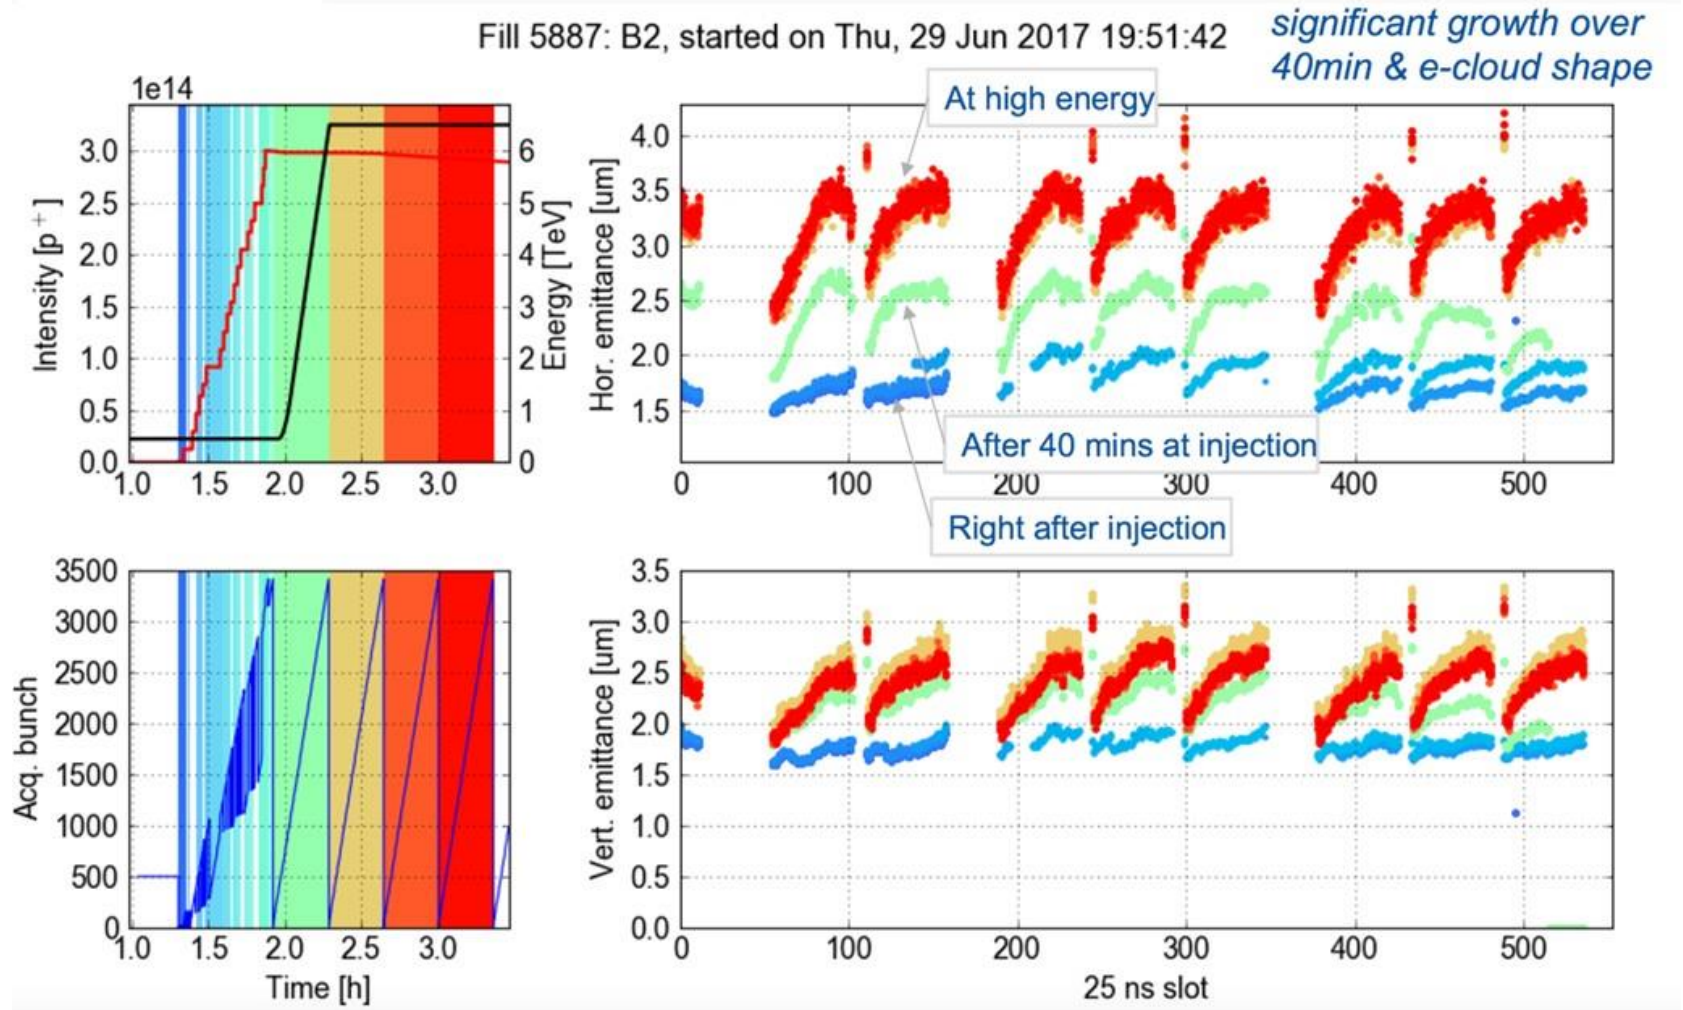 Fill 5887: B2, started on Thu, 29 Jun 2017 19:51:42
significant growth over
40min & e-cloud shape
1e14
Intensity [p⁺]
3.0
2.5
2.0
1.5
1.0
0.5
0.0
6
5
4
3
2
1
0
Energy [TeV]
1.0 1.5 2.0 2.5 3.0
At high energy
Hor. emittance [um]
4.0
3.5
3.0
2.5
2.0
1.5
After 40 mins at injection
0 100 200 300 400 500
Right after injection
Acq. bunch
3500
3000
2500
2000
1500
1000
500
0
1.0 1.5 2.0 2.5 3.0
Time [h]
Vert. emittance [um]
3.5
3.0
2.5
2.0
1.5
1.0
0.5
0.0
0 100 200 300 400 500
25 ns slot